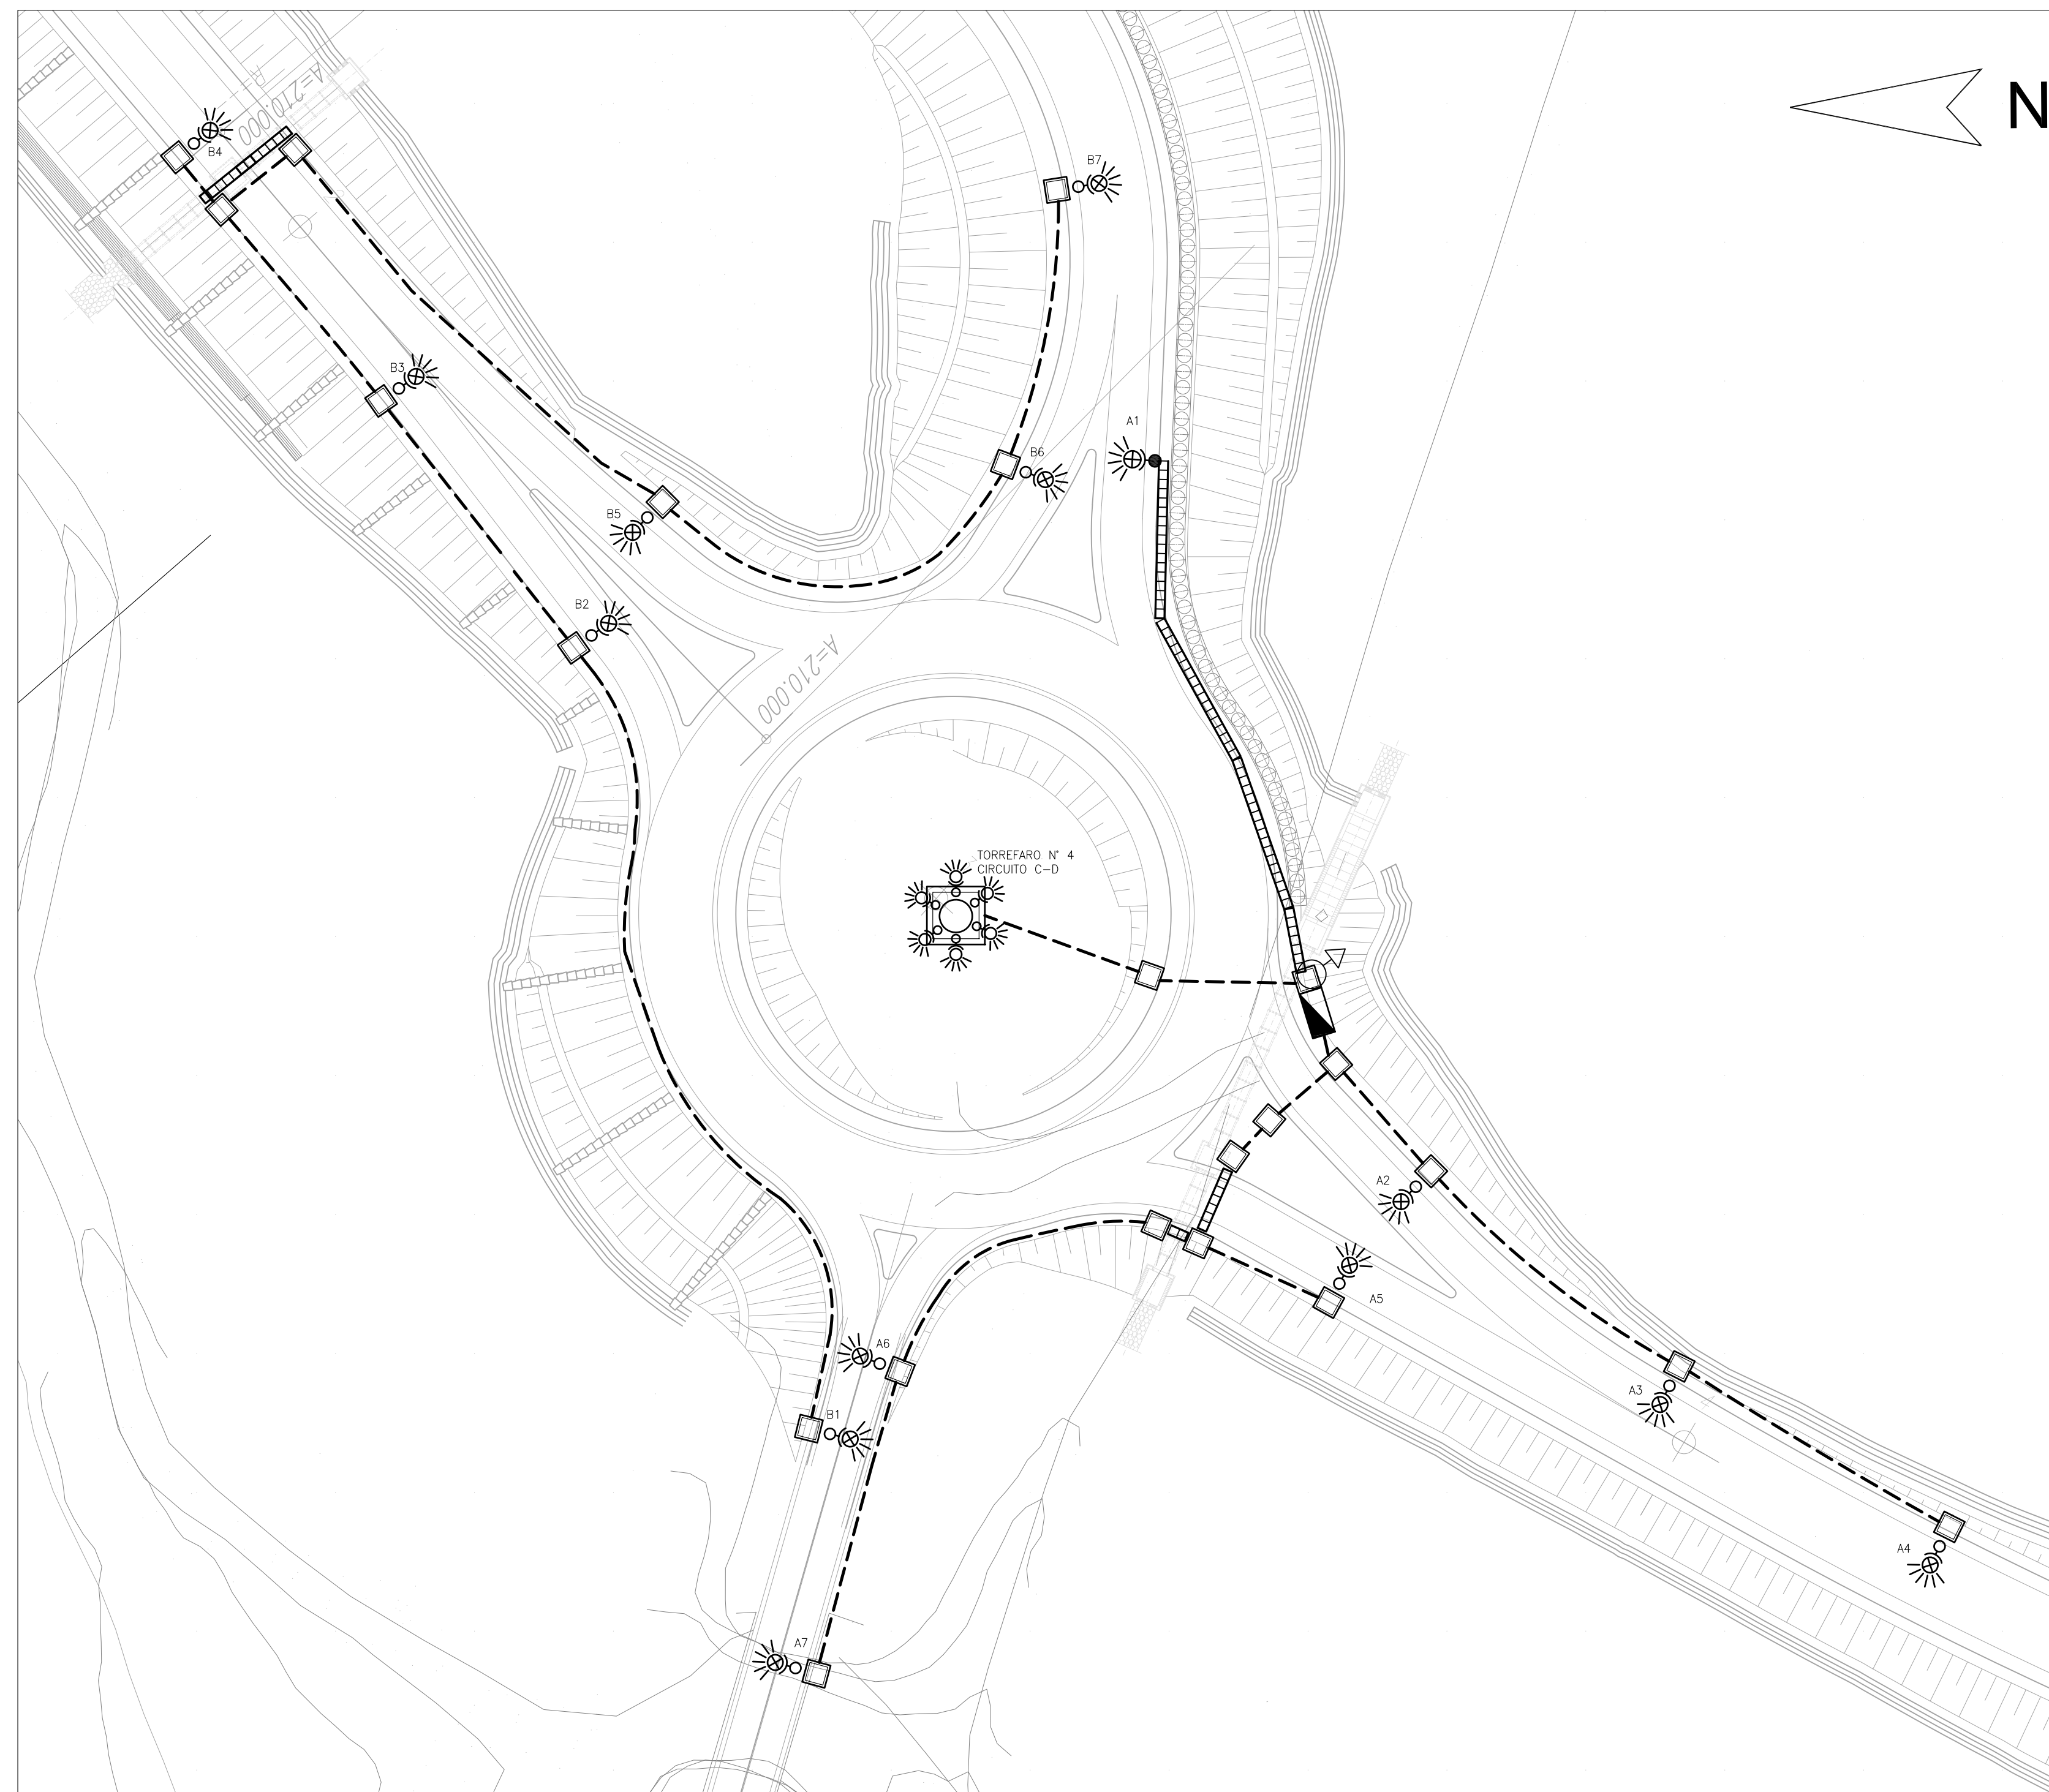 N
A=210.000
B4
B7
B3
A1
B6
B5
B2
A=210.000
TORREFARO N° 4
CIRCUITO C-D
A2
A5
A6
A3
B1
A4
A7